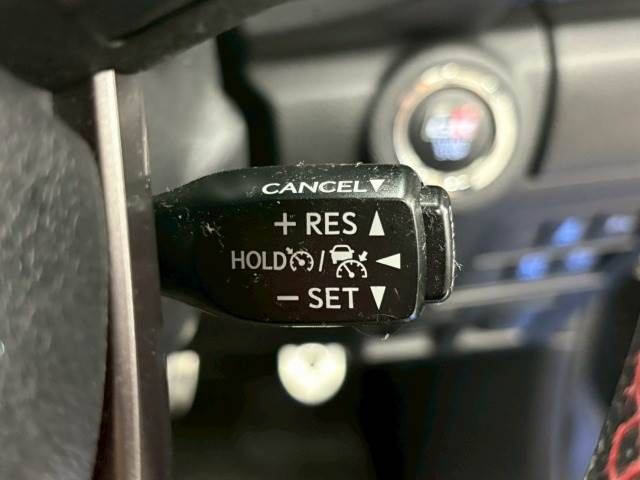 CANCEL▼
+ RES ▲
HOLD / ◄
− SET ▼